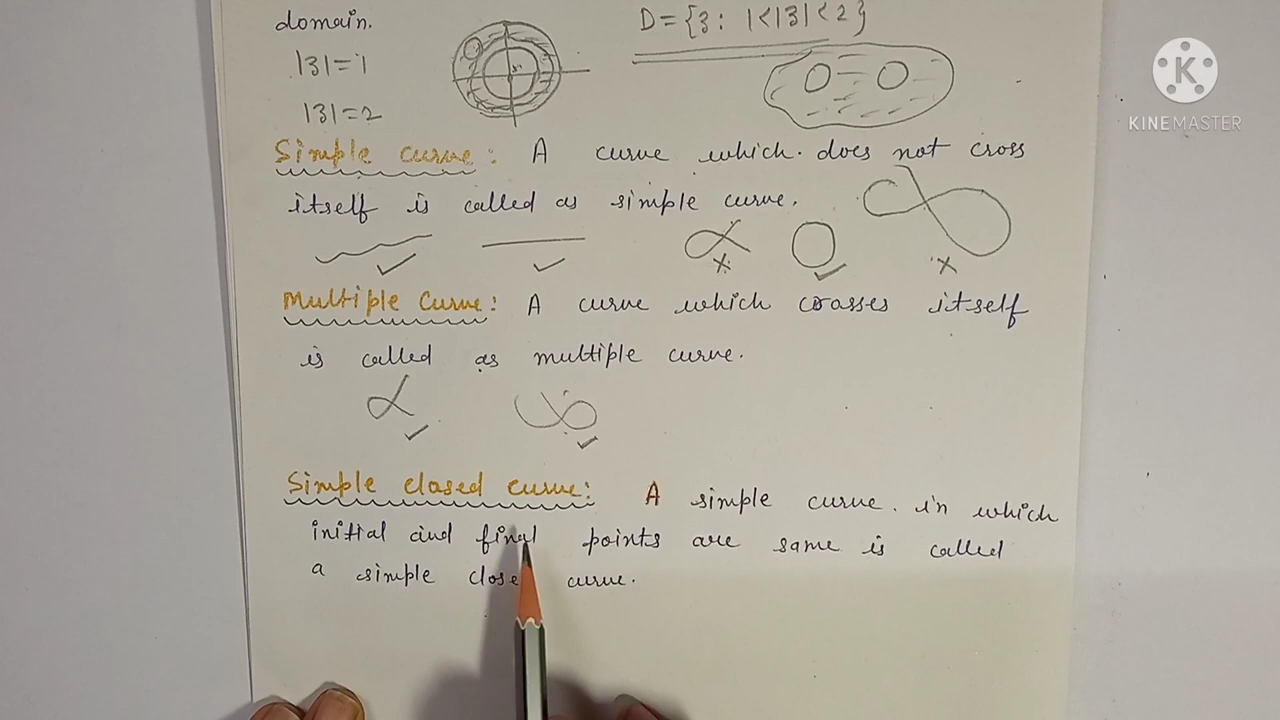 domain.
D = {z : 1<|z|<2}
|z|=1
|z|=2
K
KINEMASTER
Simple curve: A curve which does not cross
itself is called as simple curve.
Multiple curve: A curve which crosses itself
is called as multiple curve.
Simple closed curve: A simple curve in which
initial and final points are same is called
a simple closed curve.